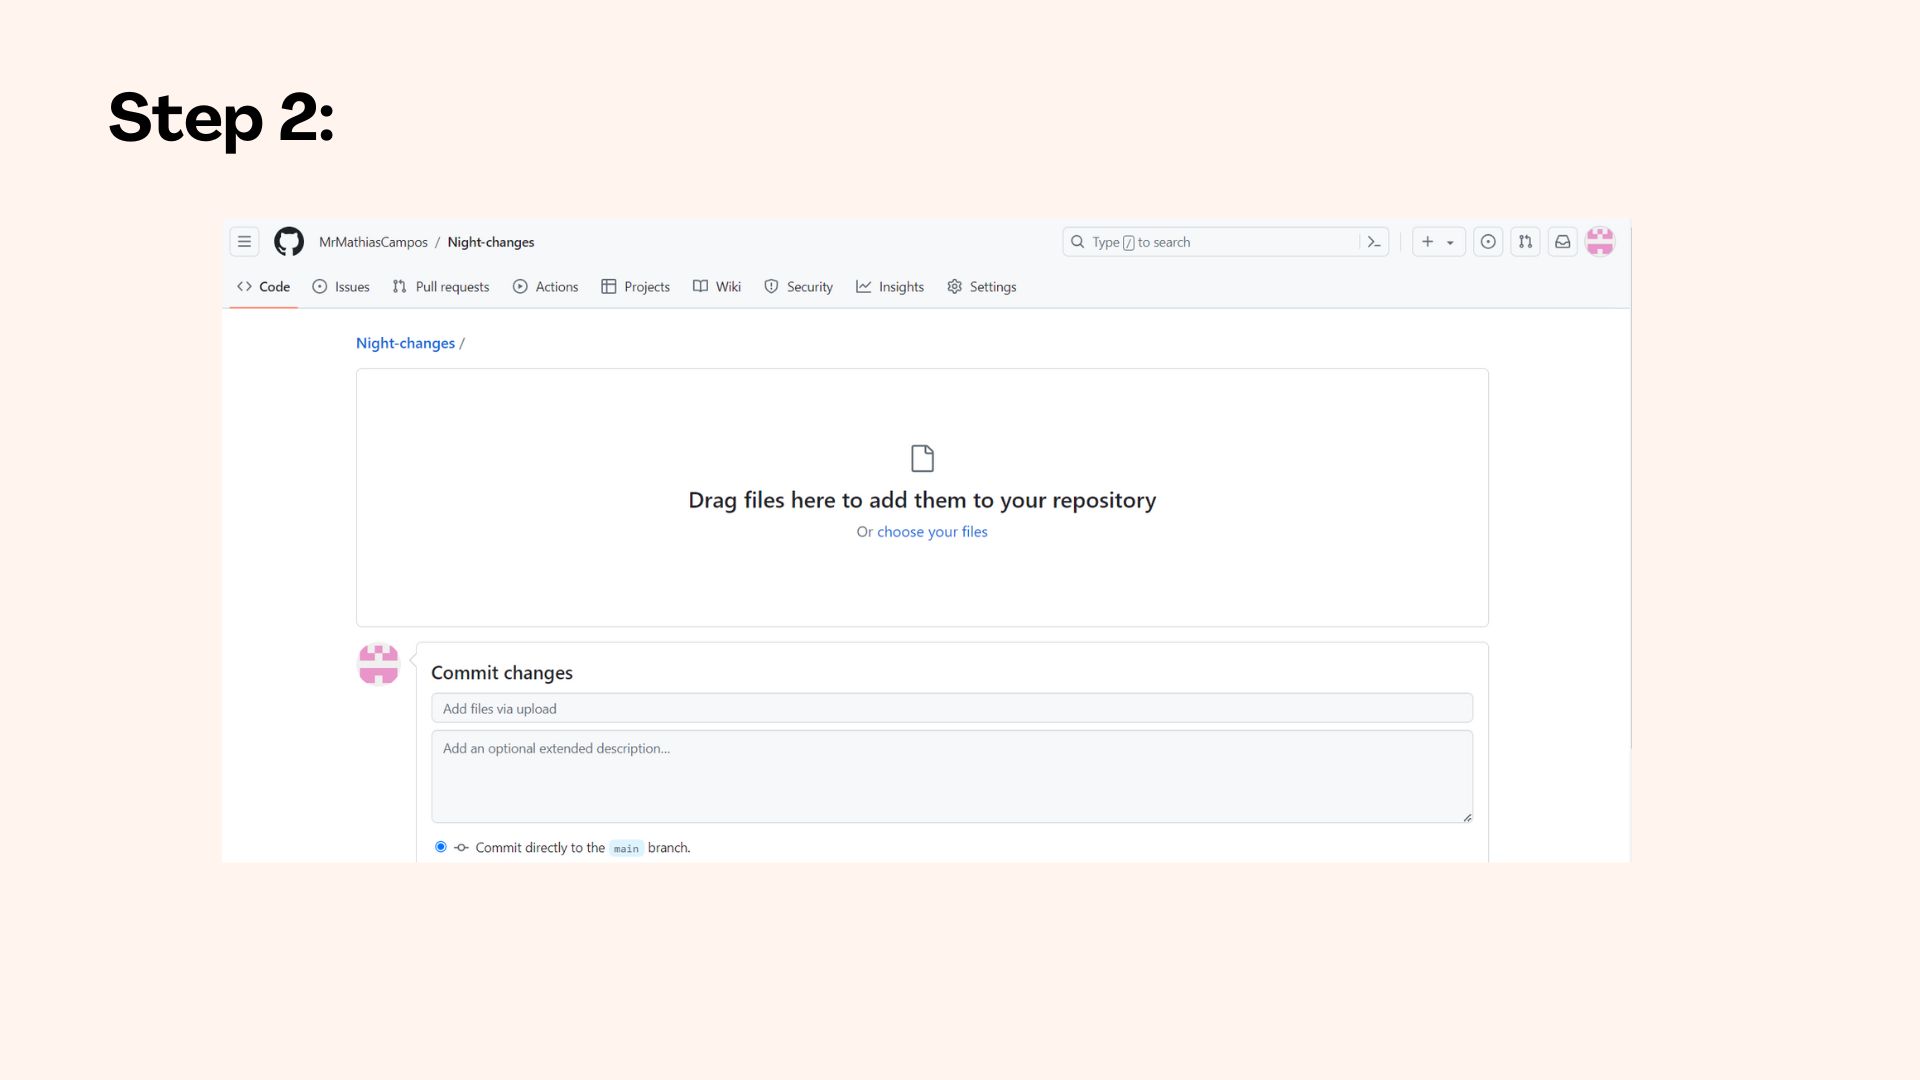 Step 2:
MrMathiasCampos / Night-changes
Type / to search
Code Issues Pull requests Actions Projects Wiki Security Insights Settings
Night-changes /
Drag files here to add them to your repository
Or choose your files
Commit changes
Add files via upload
Add an optional extended description...
Commit directly to the main branch.